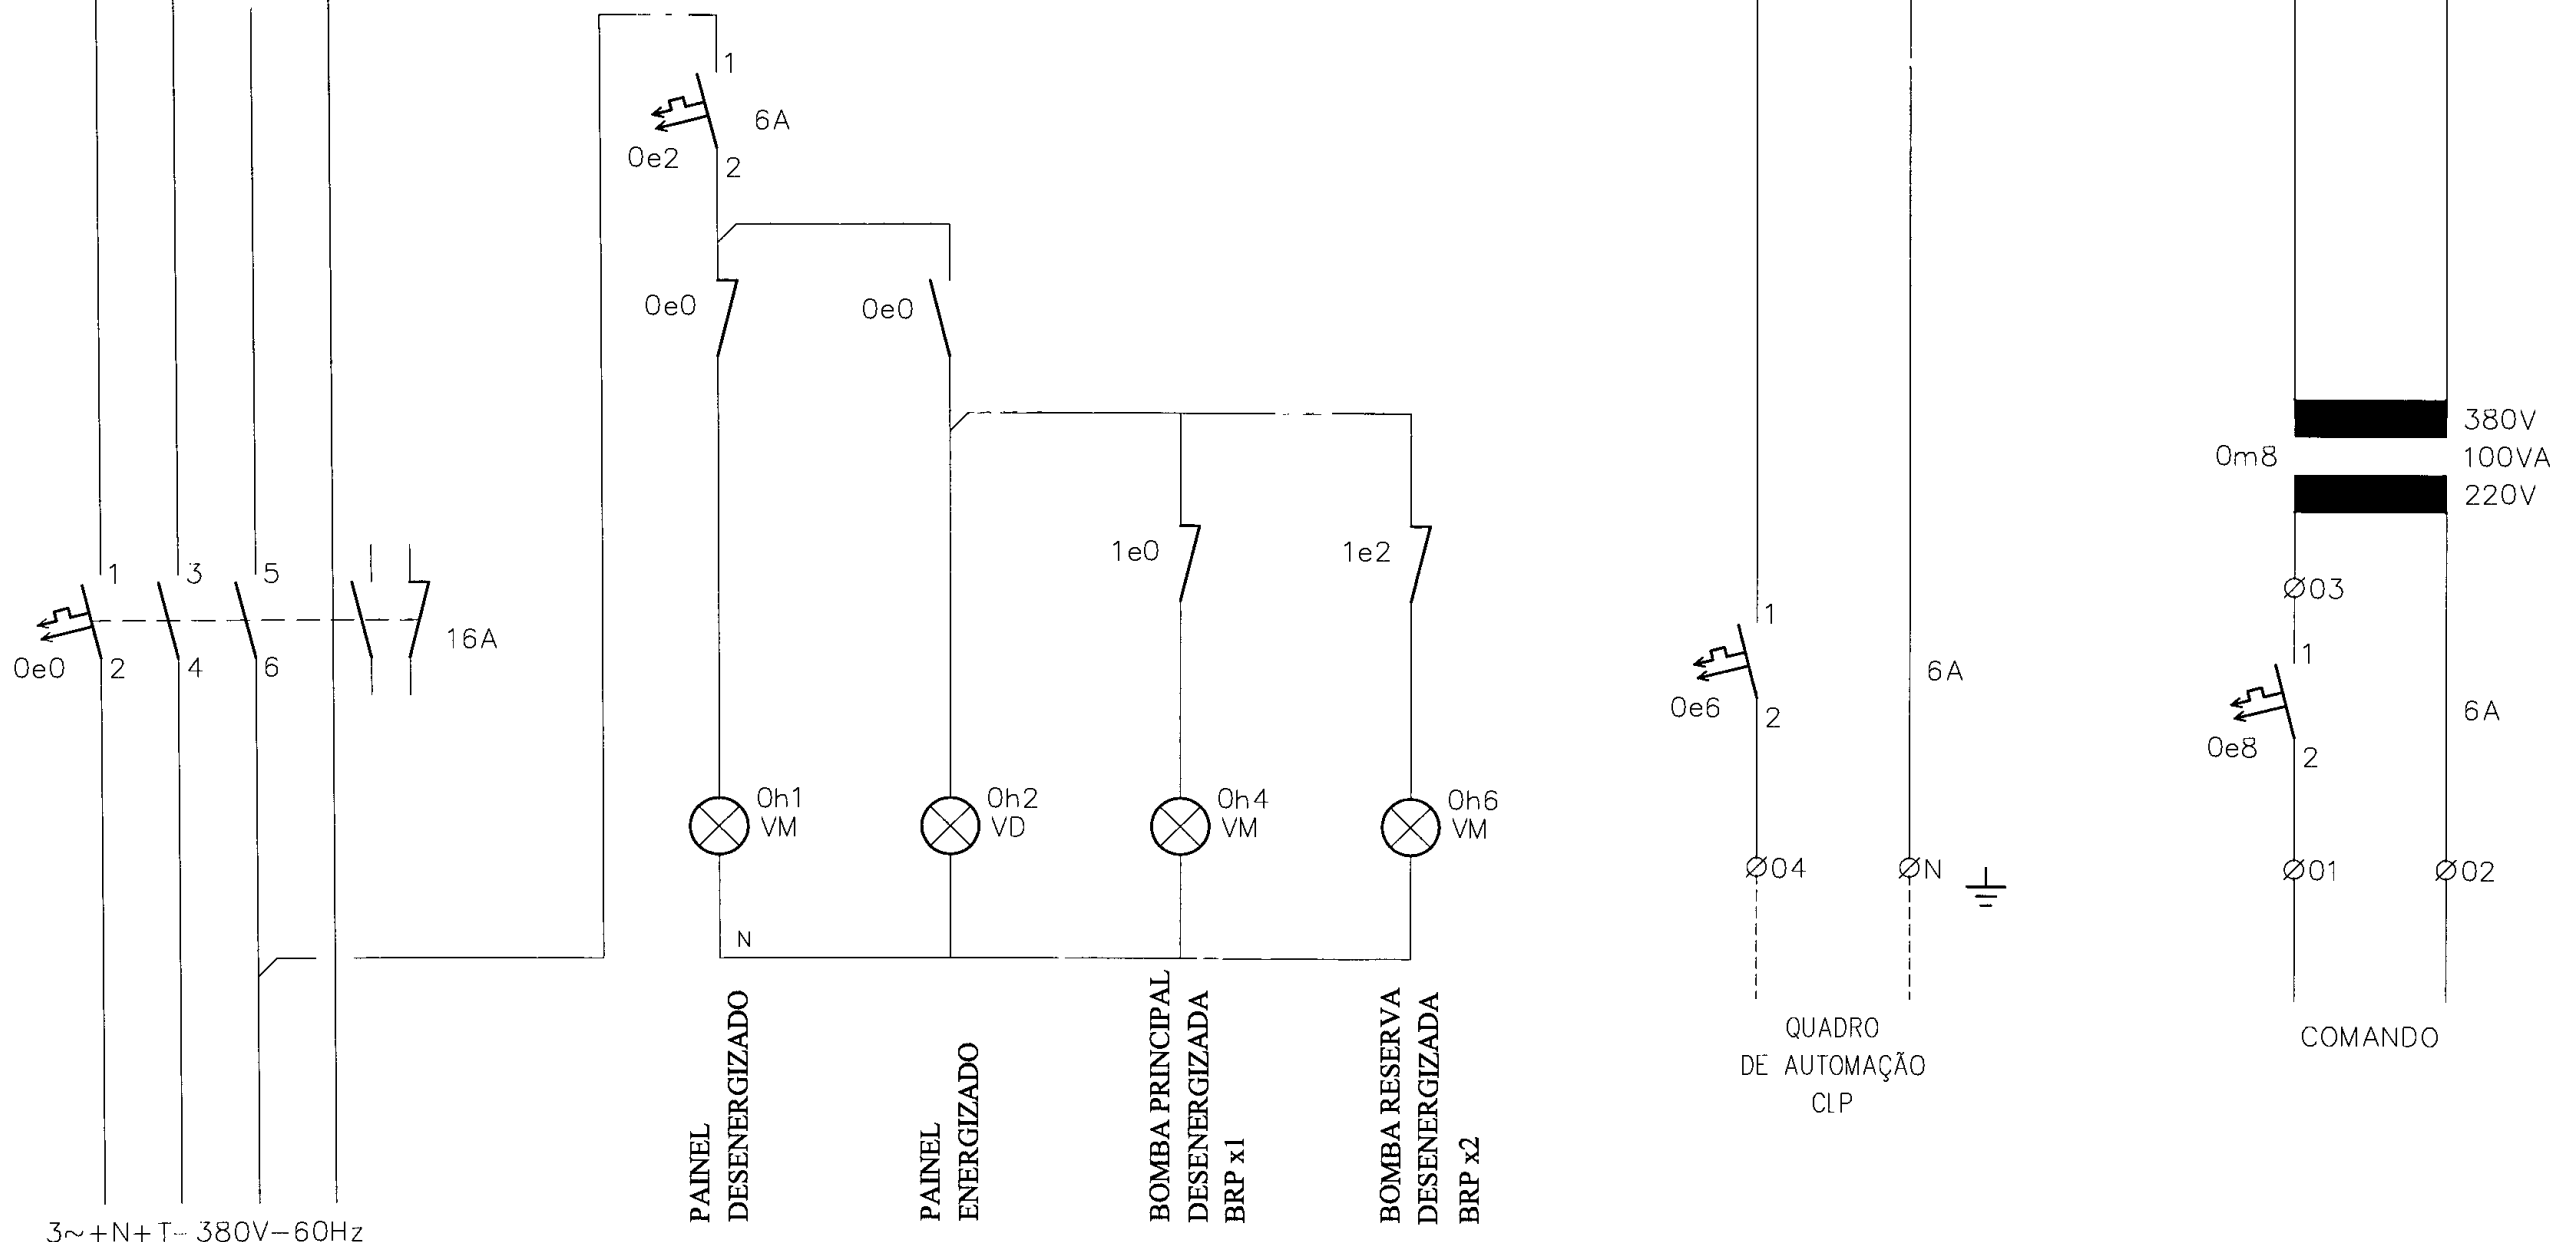 1
6A
0e2
2
0e0
0e0
380V
0m8
100VA
220V
1e0
1e2
1
3
5
16A
0e0
2
4
6
Ø03
1
6A
0e6
2
1
6A
0e8
2
0h1
VM
0h2
VD
0h4
VM
0h6
VM
Ø04
ØN
Ø01
Ø02
N
PAINEL
DESENERGIZADO
PAINEL
ENERGIZADO
BOMBA PRINCIPAL
DESENERGIZADA
BRP x1
BOMBA RESERVA
DESENERGIZADA
BRP x2
QUADRO
DE AUTOMAÇÃO
CLP
COMANDO
3~+N+T-380V-60Hz